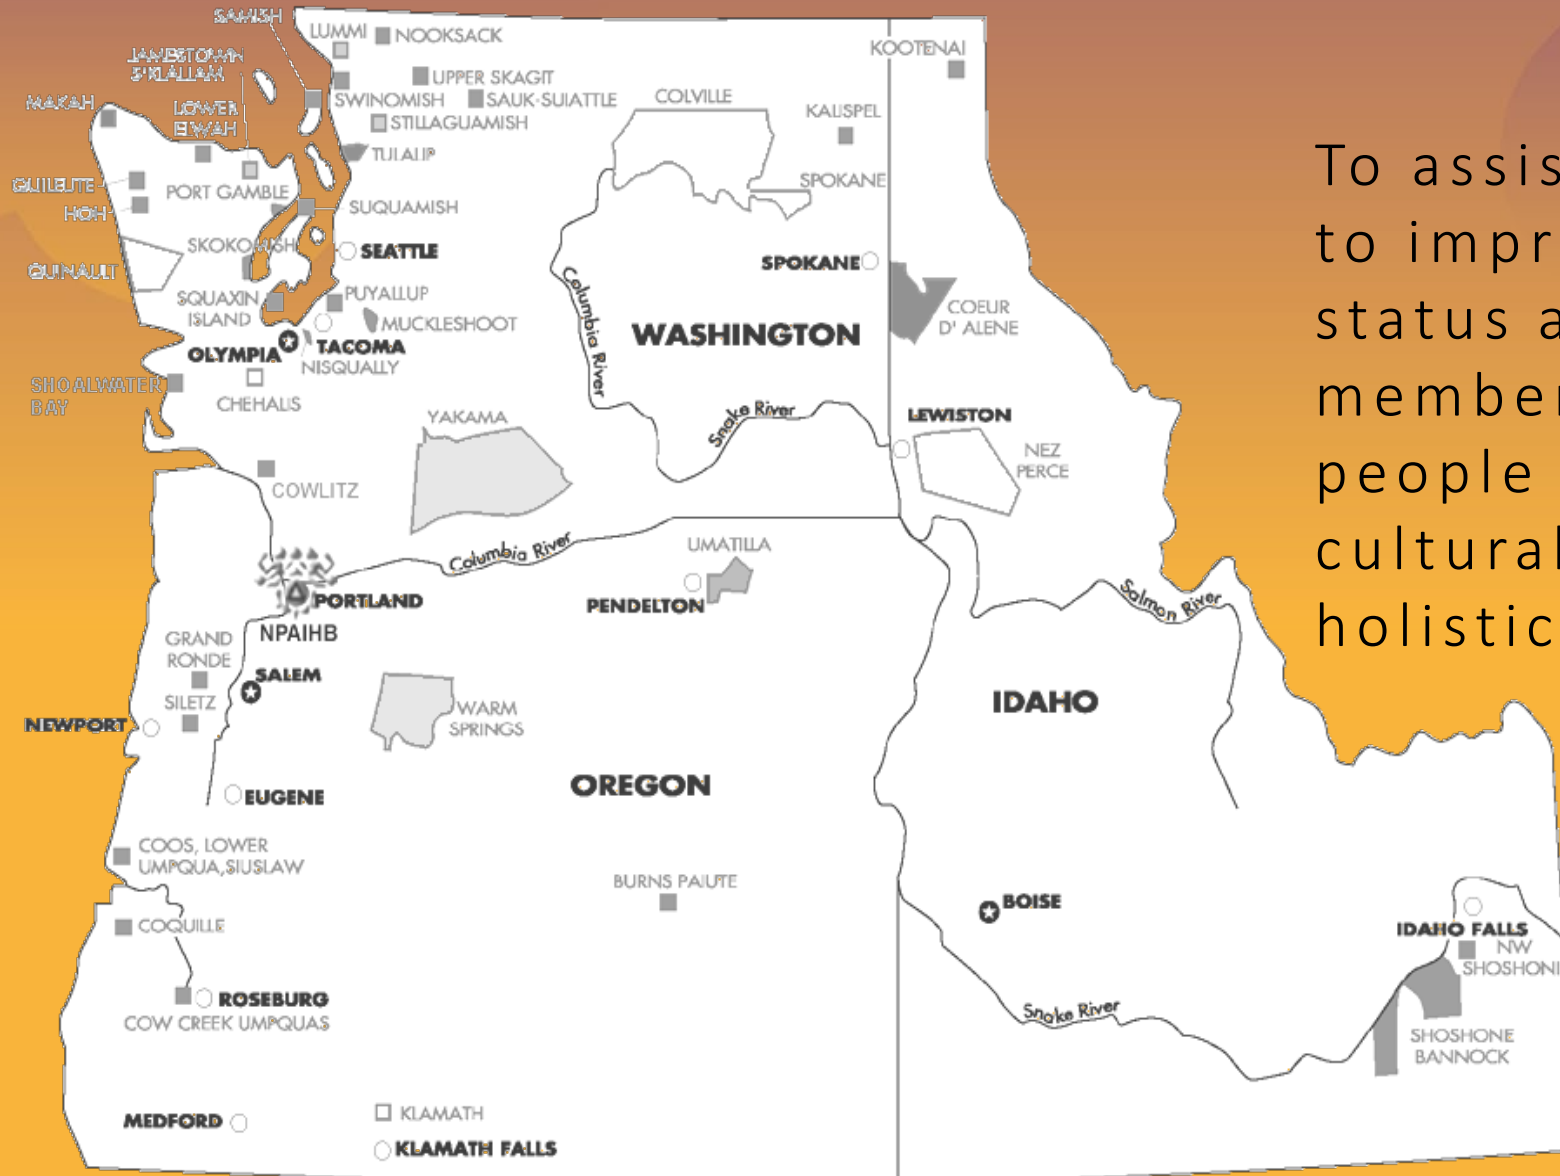 SAMISH
LUMMI
NOOKSACK
KOOTENAI
JAMESTOWN
S'KLALLAM
UPPER SKAGIT
MAKAH
LOWER
ELWAH
SWINOMISH
SAUK-SUIATTLE
COLVILLE
KALISPEL
STILLAGUAMISH
TULALIP
To assis
QUILEUTE
PORT GAMBLE
SPOKANE
HOH
SUQUAMISH
to impr
SKOKOMISH
SEATTLE
SPOKANE
QUINAULT
SQUAXIN
ISLAND
PUYALLUP
MUCKLESHOOT
Columbia River
WASHINGTON
COEUR
D' ALENE
status a
OLYMPIA
TACOMA
NISQUALLY
SHOALWATER
BAY
CHEHALIS
YAKAMA
Snake River
LEWISTON
member
NEZ
PERCE
people
COWLITZ
Columbia River
UMATILLA
cultural
PORTLAND
PENDELTON
Salmon River
NPAIHB
holistic
GRAND
RONDE
SALEM
SILETZ
WARM
SPRINGS
IDAHO
NEWPORT
OREGON
EUGENE
COOS, LOWER
UMPQUA,SIUSLAW
BURNS PAIUTE
BOISE
COQUILLE
IDAHO FALLS
NW
SHOSHONI
ROSEBURG
COW CREEK UMPQUAS
Snake River
SHOSHONE
BANNOCK
MEDFORD
KLAMATH
KLAMATH FALLS